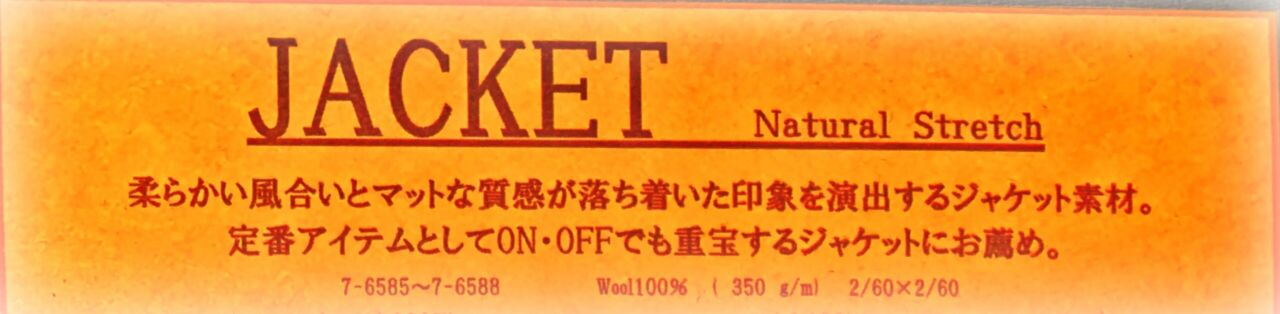 JACKET Natural Stretch
柔らかい風合いとマットな質感が落ち着いた印象を演出するジャケット素材。
定番アイテムとしてON・OFFでも重宝するジャケットにお薦め。
7-6585～7-6588 Wool100% ( 350 g/m) 2/60×2/60